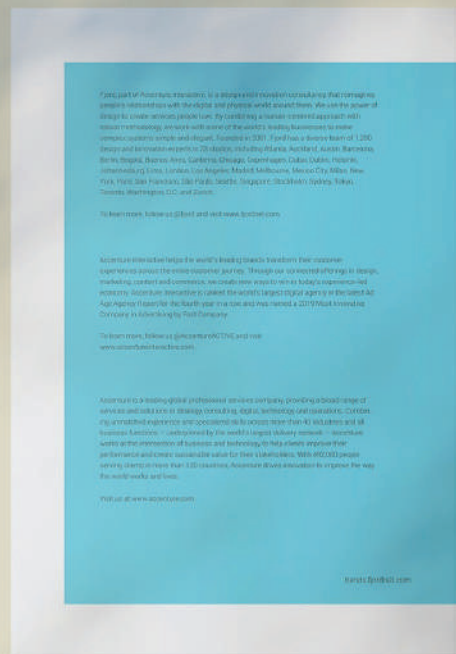 Fjord, part of Accenture Interactive, is a design and innovation consultancy that reimagines
people's relationships with the digital and physical world around them. We use the power of
design to create services people love. By combining a human-centered approach with
robust methodology, we work with some of the world's leading businesses to make
complex systems simple and elegant. Founded in 2001, Fjord has a diverse team of
design and innovation experts in 28 studios, including Atlanta, Auckland, Austin, Barcelona,
Berlin, Bogotá, Buenos Aires, Canberra, Chicago, Copenhagen, Dubai, Dublin, Helsinki,
Johannesburg, London, Los Angeles, Madrid, Melbourne, Mexico City, Milan, New
York, Paris, San Francisco, São Paulo, Seattle, Singapore, Stockholm, Sydney, Tokyo,
Toronto, Washington, D.C. and Zurich.
To learn more, follow us @fjord and visit www.fjordnet.com.
Accenture Interactive helps the world's leading brands transform their customer
experiences across the entire customer journey. Through our connected offerings in design,
marketing, content and commerce, we create new ways to win in today's experience-led
economy. Accenture Interactive is ranked the world's largest digital agency in the latest Ad
Age Agency Report for the fourth year in a row and was named a 2019 Most Innovative
Company in Advertising by Fast Company.
To learn more, follow us @AccentureACTIVE and visit
www.accentureinteractive.com.
Accenture is a leading global professional services company, providing a broad range of
services and solutions in strategy, consulting, digital, technology and operations. Combin-
ing unmatched experience and specialized skills across more than 40 industries and all
business functions — underpinned by the world's largest delivery network — Accenture
works at the intersection of business and technology to help clients improve their
performance and create sustainable value for their stakeholders. With people
serving clients in more than 120 countries, Accenture drives innovation to improve the way
the world works and lives.
Visit us at www.accenture.com.
trends.fjordnet.com